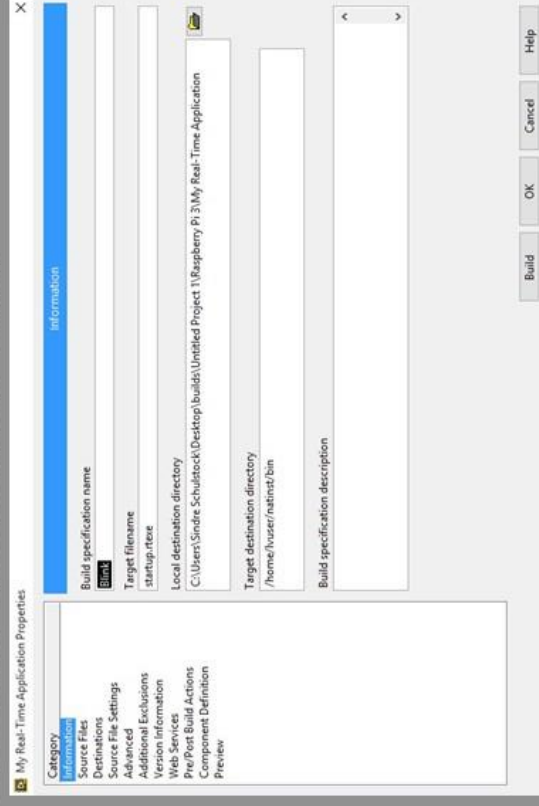 My Real-Time Application Properties
Category
Information
Source Files
Destinations
Source File Settings
Advanced
Additional Exclusions
Version Information
Web Services
Pre/Post Build Actions
Component Definition
Preview
Information
Build specification name
Blink
Target filename
startup.rtexe
Local destination directory
C:\Users\Sindre Schulstock\Desktop\builds\Untitled Project 1\Raspberry Pi 3\My Real-Time Application
Target destination directory
/home/lvuser/natinst/bin
Build specification description
Build
OK
Cancel
Help